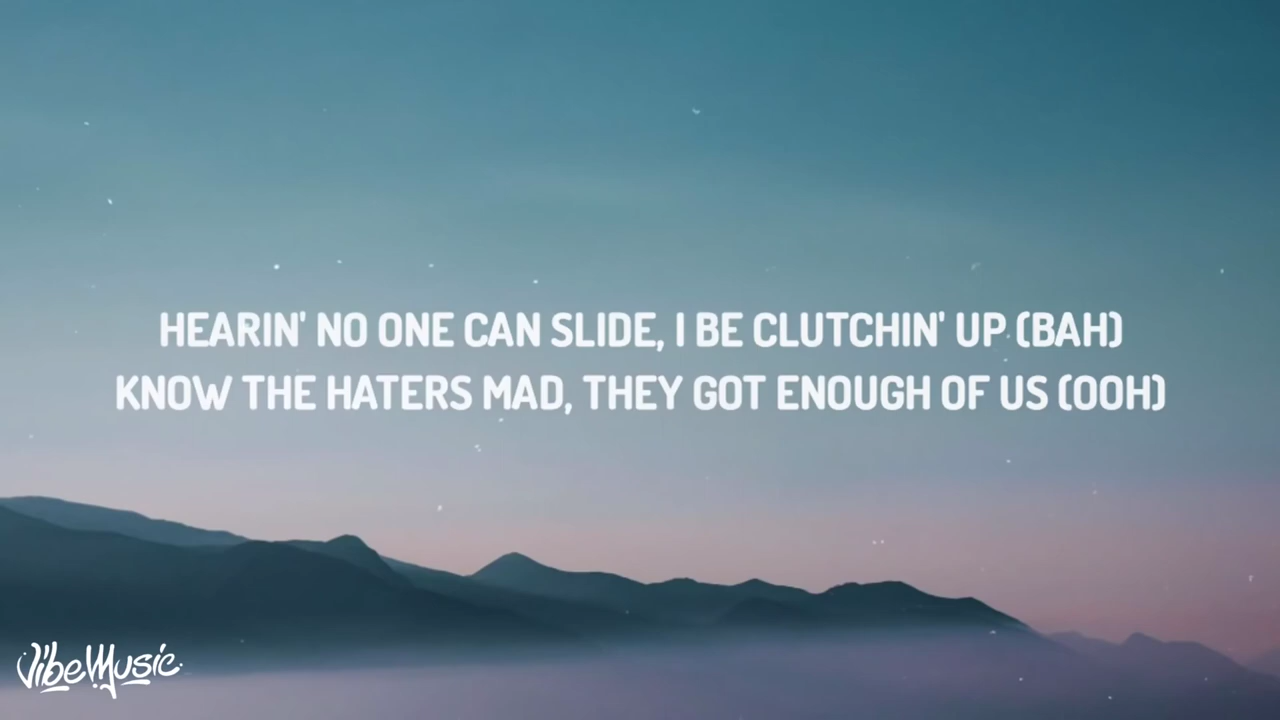 HEARIN' NO ONE CAN SLIDE, I BE CLUTCHIN' UP (BAH)
KNOW THE HATERS MAD, THEY GOT ENOUGH OF US (OOH)
VibeMusic